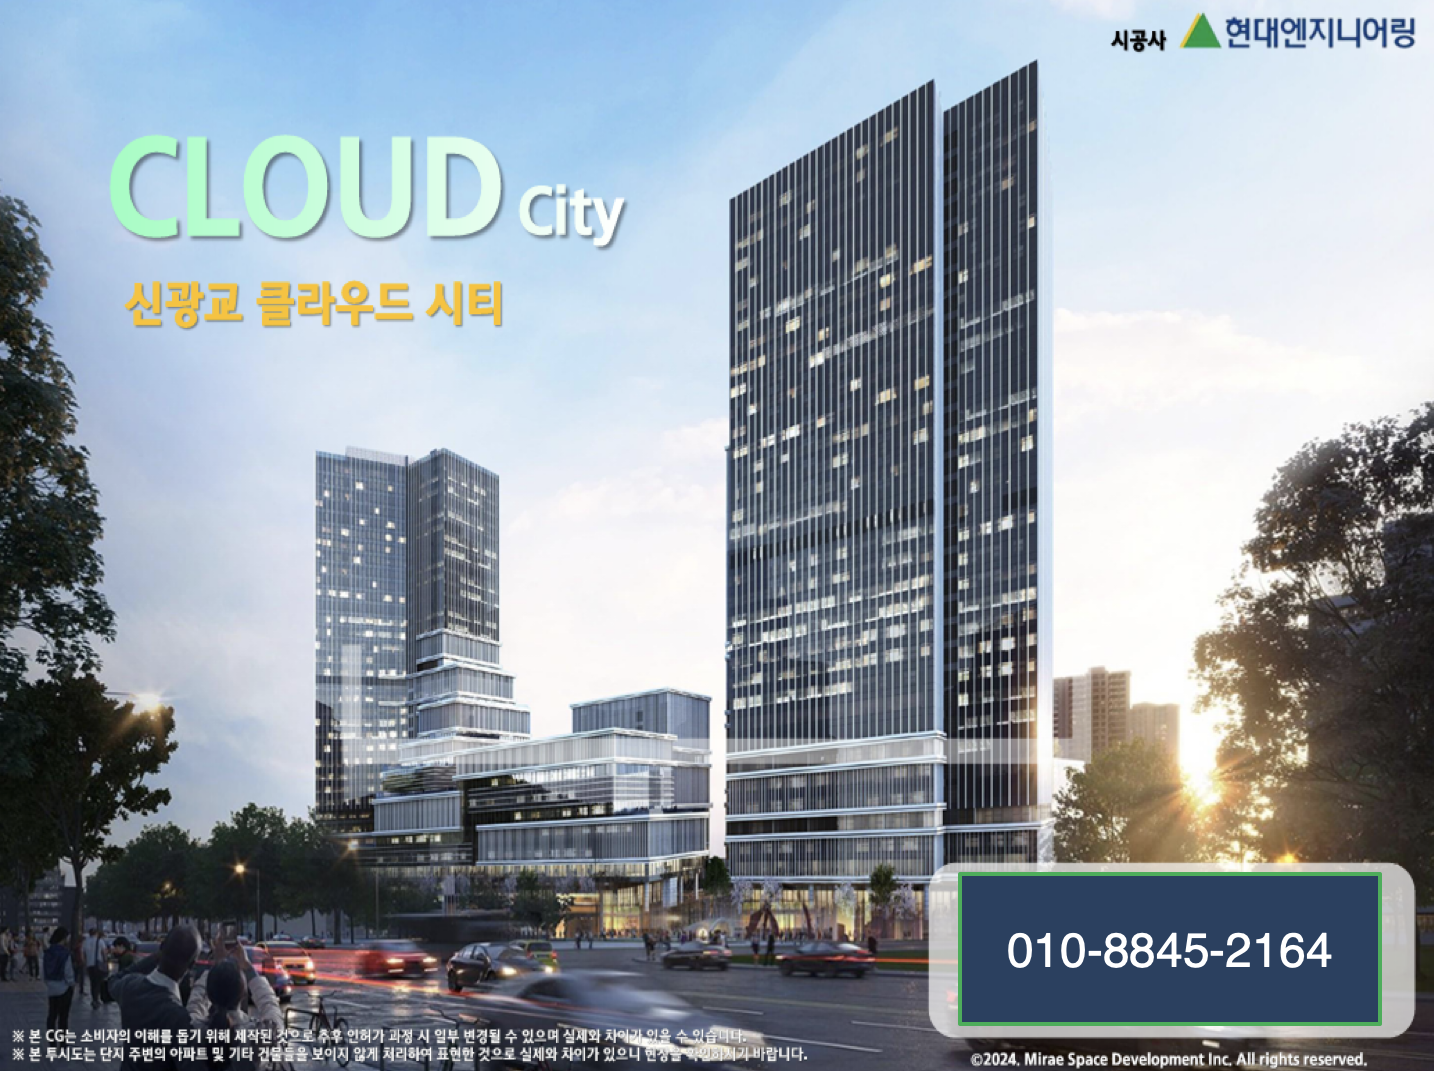 시공사 현대엔지니어링
CLOUD City
신광교 클라우드 시티
010-8845-2164
※ 본 CG는 소비자의 이해를 돕기 위해 제작된 것으로 추후 인허가 과정 시 일부 변경될 수 있으며 실제와 차이가 있을 수 있습니다.
※ 본 투시도는 단지 주변의 아파트 및 기타 건물들을 보이지 않게 처리하여 표현한 것으로 실제와 차이가 있으니 현장을 확인하시기 바랍니다.
©2024. Mirae Space Development Inc. All rights reserved.